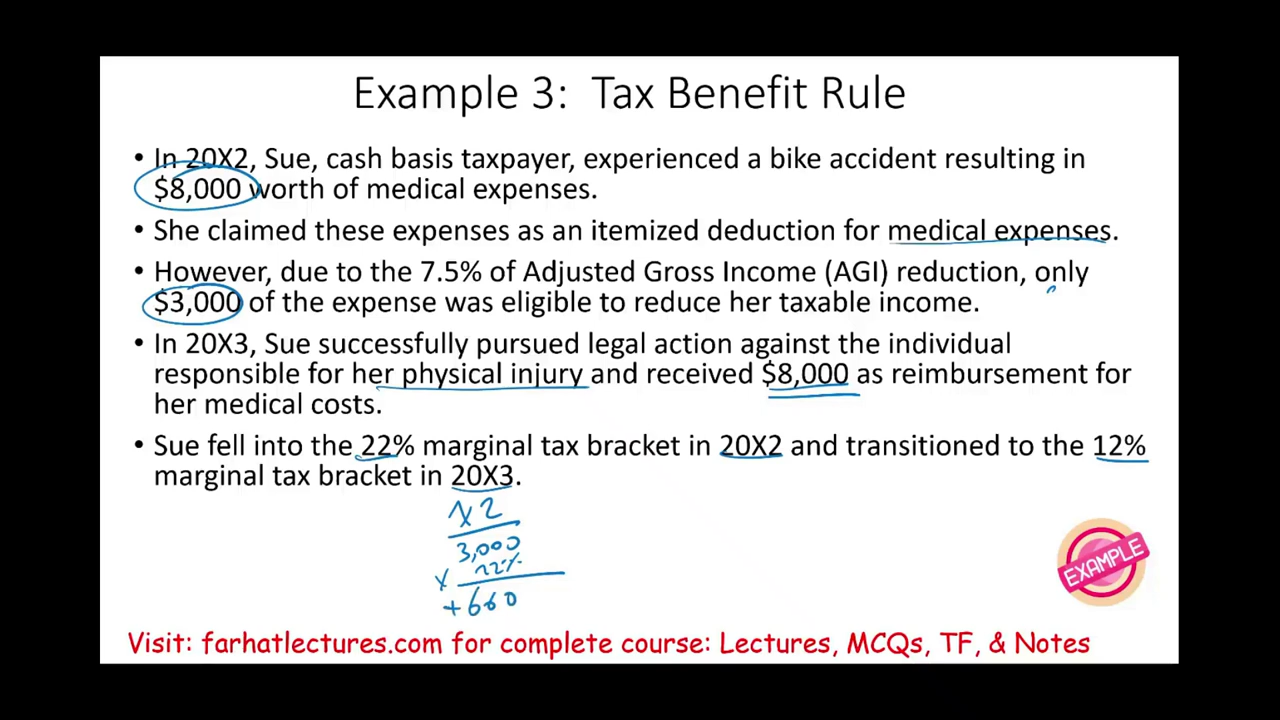 Example 3: Tax Benefit Rule
• In 20X2, Sue, cash basis taxpayer, experienced a bike accident resulting in
$8,000 worth of medical expenses.
• She claimed these expenses as an itemized deduction for medical expenses.
• However, due to the 7.5% of Adjusted Gross Income (AGI) reduction, only
$3,000 of the expense was eligible to reduce her taxable income.
• In 20X3, Sue successfully pursued legal action against the individual
responsible for her physical injury and received $8,000 as reimbursement for
her medical costs.
• Sue fell into the 22% marginal tax bracket in 20X2 and transitioned to the 12%
marginal tax bracket in 20X3.
X2
3,000
x 22%
+660
EXAMPLE
Visit: farhatlectures.com for complete course: Lectures, MCQs, TF, & Notes